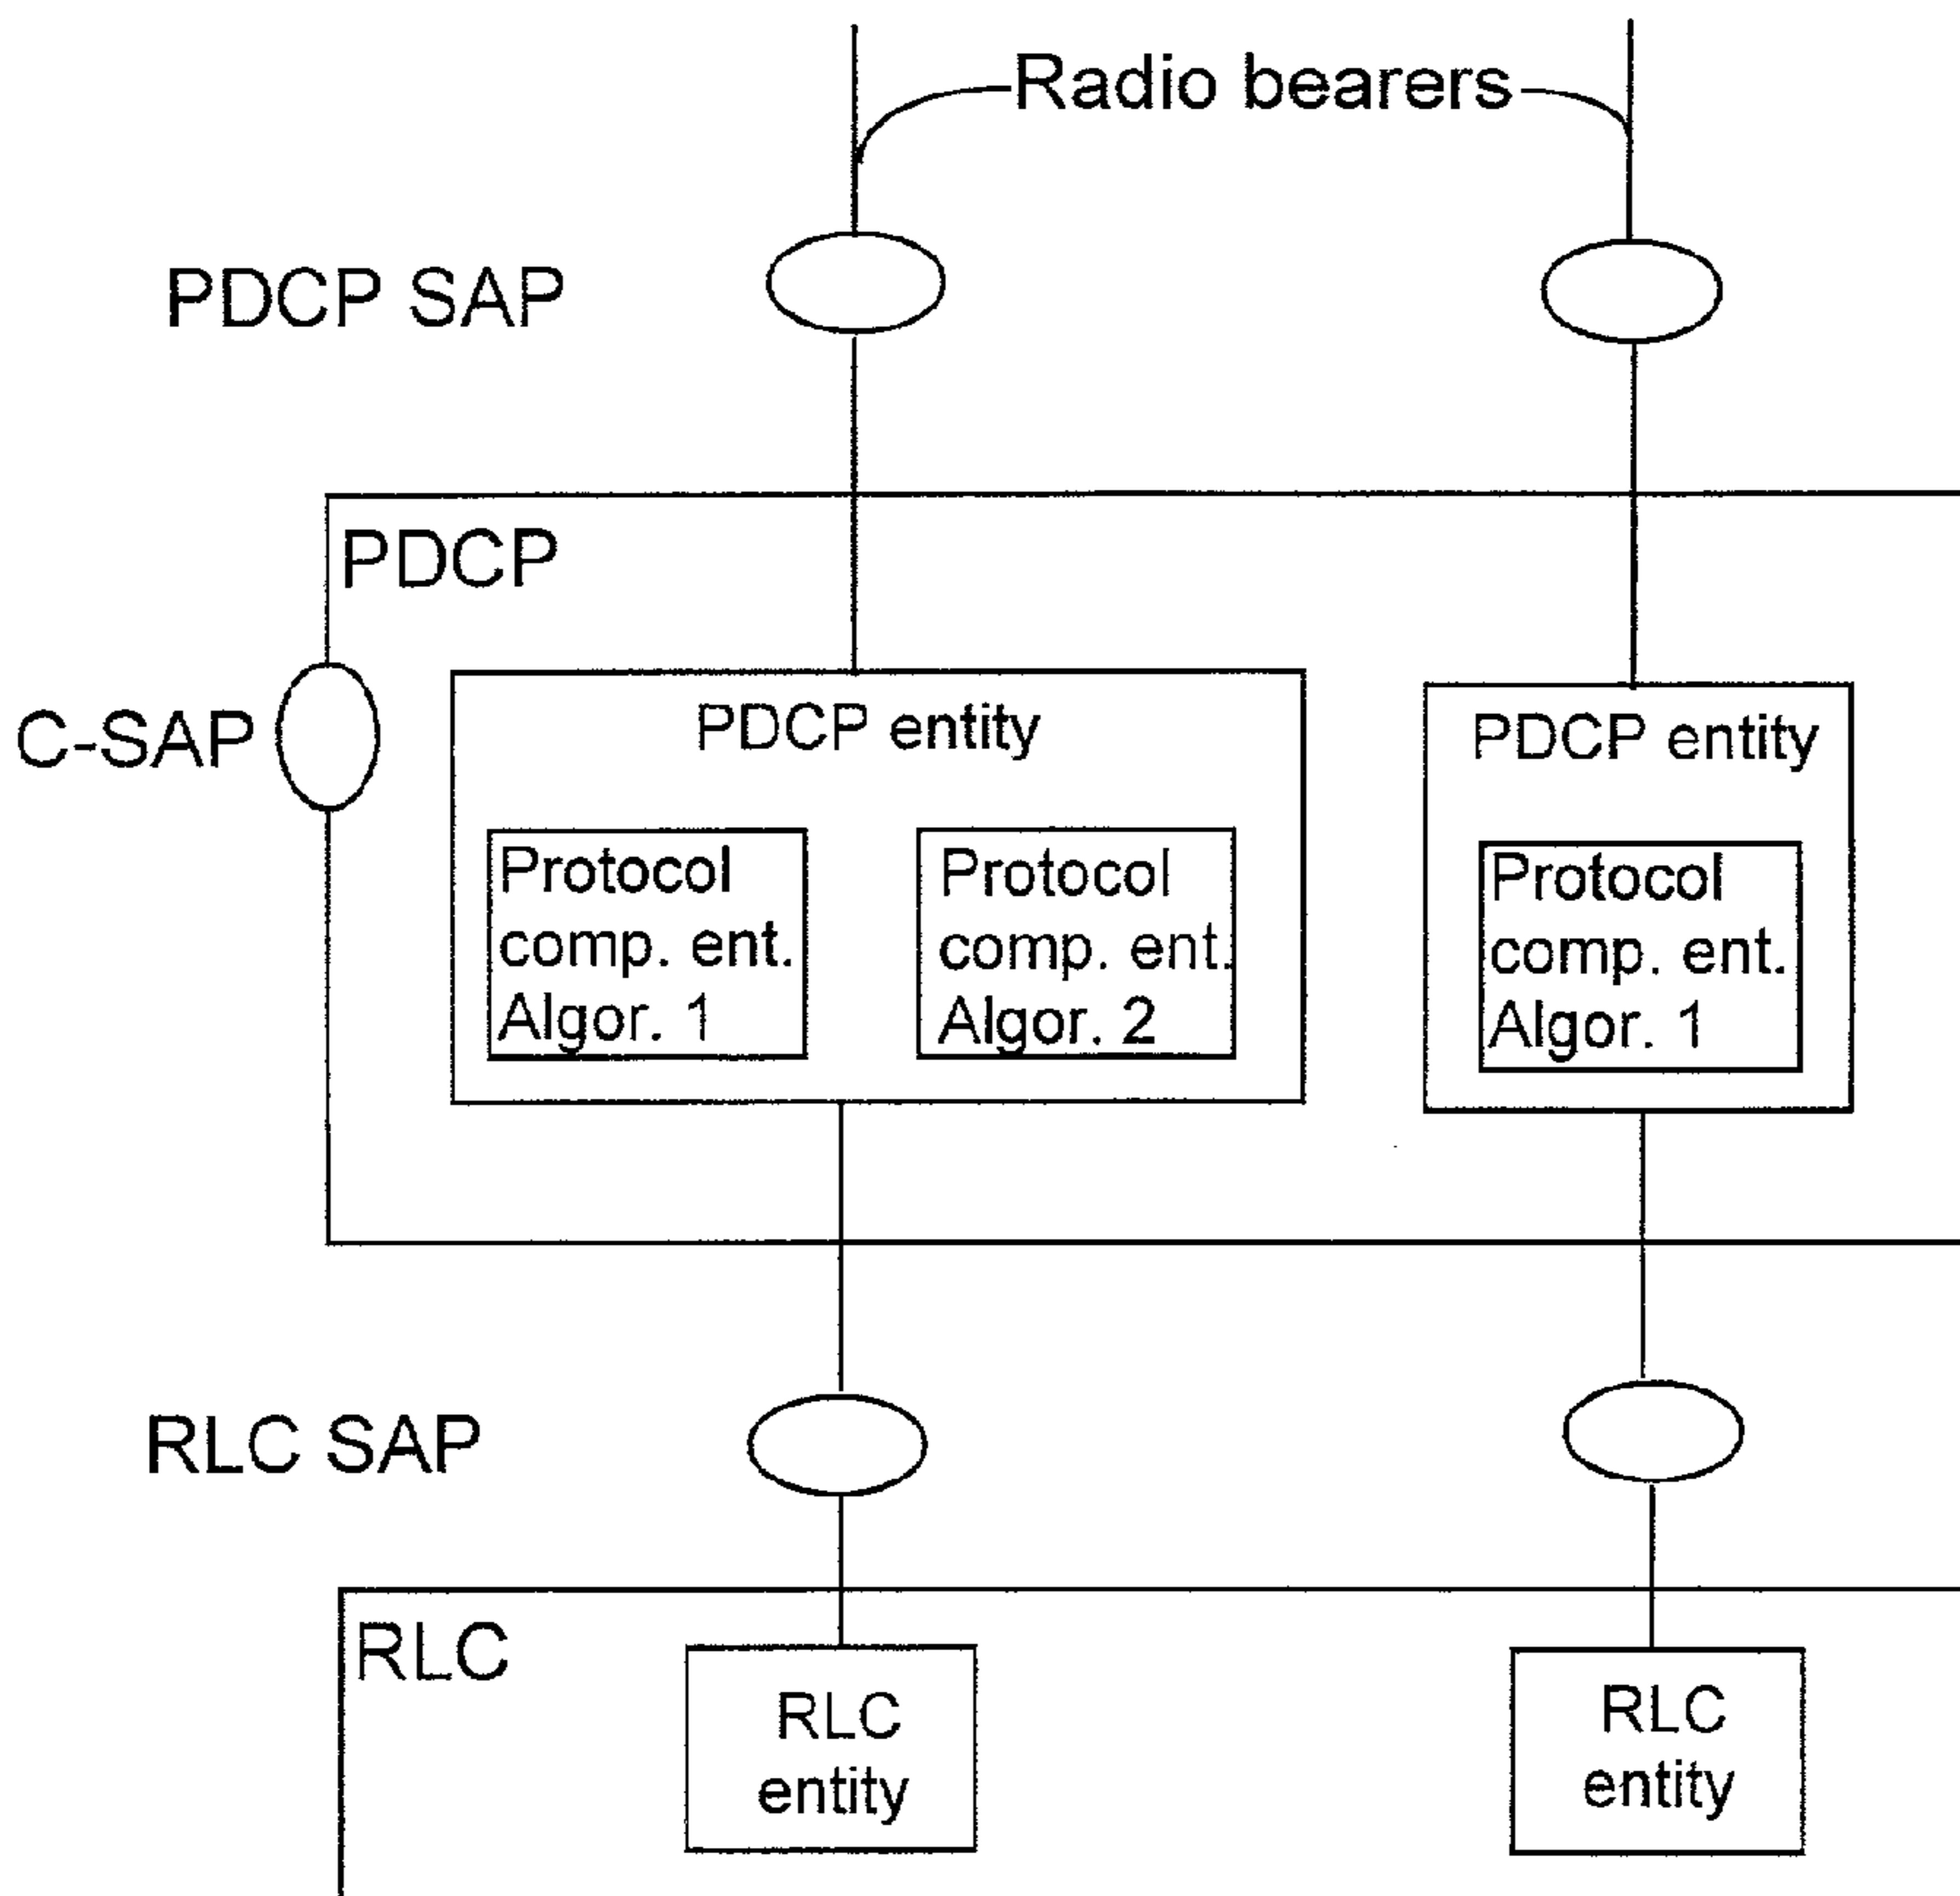 Radio bearers
PDCP SAP
PDCP
C-SAP
PDCP entity
Protocol
comp. ent.
Algor. 1
Protocol
comp. ent.
Algor. 2
PDCP entity
Protocol
comp. ent.
Algor. 1
RLC SAP
RLC
RLC
entity
RLC
entity